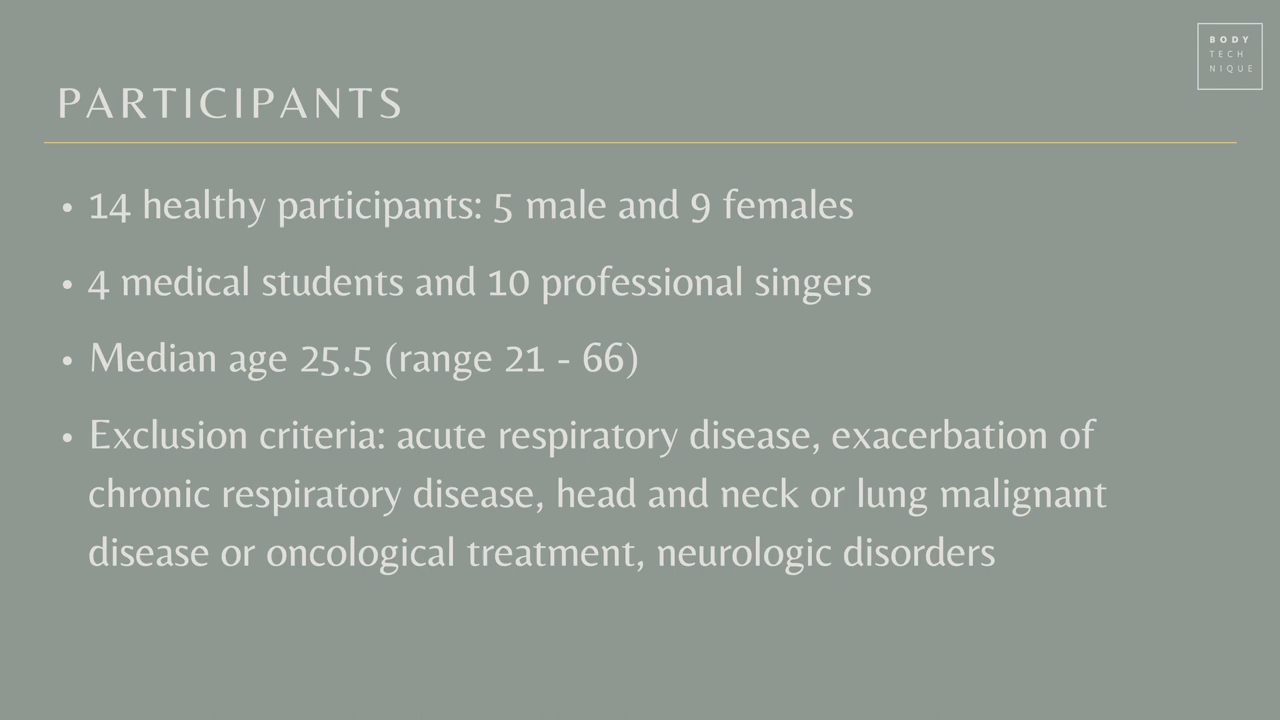 BODY
TECH
NIQUE
PARTICIPANTS
• 14 healthy participants: 5 male and 9 females
• 4 medical students and 10 professional singers
• Median age 25.5 (range 21 - 66)
• Exclusion criteria: acute respiratory disease, exacerbation of
chronic respiratory disease, head and neck or lung malignant
disease or oncological treatment, neurologic disorders